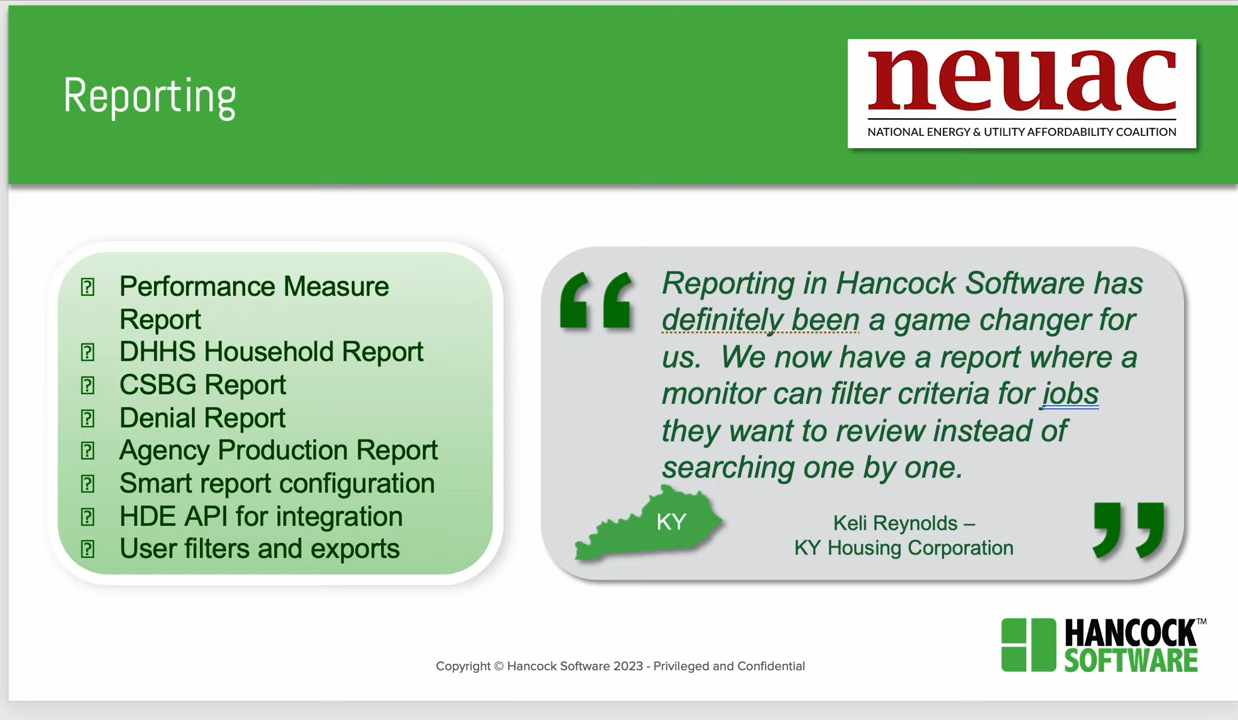 Reporting
neuac
NATIONAL ENERGY & UTILITY AFFORDABILITY COALITION
Performance Measure
Report
DHHS Household Report
CSBG Report
Denial Report
Agency Production Report
Smart report configuration
HDE API for integration
User filters and exports
“
Reporting in Hancock Software has
definitely been a game changer for
us.  We now have a report where a
monitor can filter criteria for jobs
they want to review instead of
searching one by one.
KY
Keli Reynolds –
KY Housing Corporation
”
HANCOCK™
SOFTWARE
Copyright © Hancock Software 2023 - Privileged and Confidential